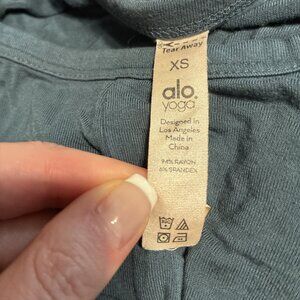 Tear Away
XS
alo.
yoga
Designed in
Los Angeles
Made in
China
94% RAYON
6% SPANDEX